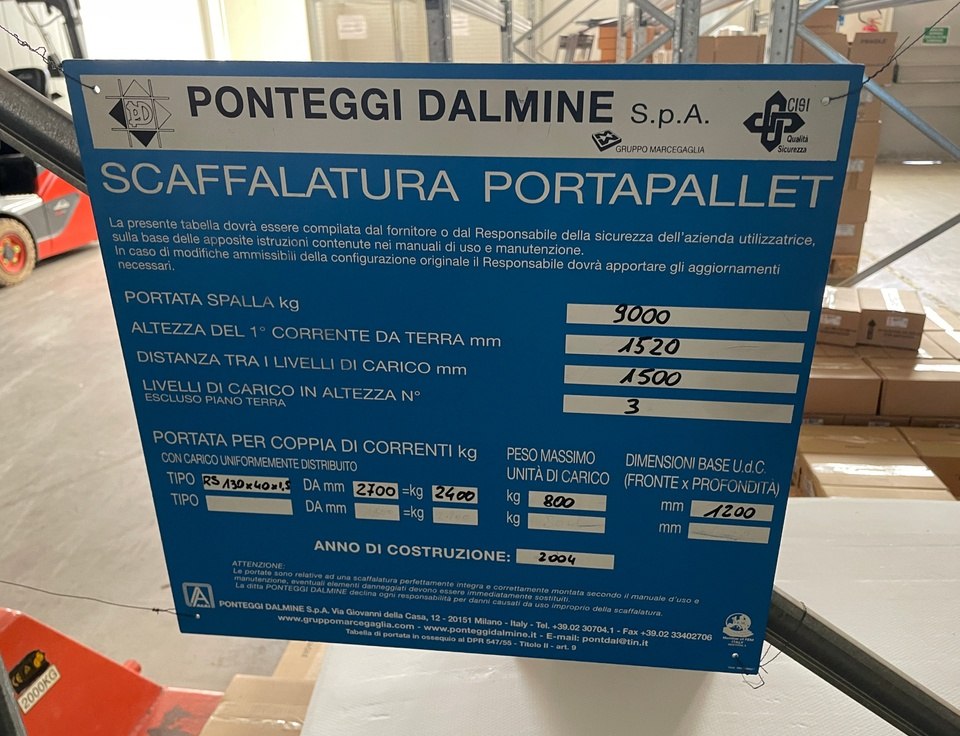 PONTEGGI DALMINE S.p.A.
GRUPPO MARCEGAGLIA
CISI
Qualità
Sicurezza
SCAFFALATURA PORTAPALLET
La presente tabella dovrà essere compilata dal fornitore o dal Responsabile della sicurezza dell'azienda utilizzatrice,
sulla base delle apposite istruzioni contenute nei manuali di uso e manutenzione.
In caso di modifiche ammissibili della configurazione originale il Responsabile dovrà apportare gli aggiornamenti
necessari.
PORTATA SPALLA kg 9000
ALTEZZA DEL 1° CORRENTE DA TERRA mm 1520
DISTANZA TRA I LIVELLI DI CARICO mm 1500
LIVELLI DI CARICO IN ALTEZZA N° 3
ESCLUSO PIANO TERRA
PORTATA PER COPPIA DI CORRENTI kg
CON CARICO UNIFORMEMENTE DISTRIBUITO
PESO MASSIMO
UNITÀ DI CARICO
DIMENSIONI BASE U.d.C.
(FRONTE x PROFONDITÀ)
TIPO RS 130x40x1,5 DA mm 2700 =kg 2400 kg 800 mm 1200
TIPO DA mm =kg kg mm
ANNO DI COSTRUZIONE: 2004
ATTENZIONE:
Le portate sono relative ad una scaffalatura perfettamente integra e correttamente montata secondo il manuale d'uso e
manutenzione, eventuali elementi danneggiati devono essere immediatamente sostituiti.
La ditta PONTEGGI DALMINE declina ogni responsabilità per danni causati da uso improprio della scaffalatura.
PONTEGGI DALMINE S.p.A. Via Giovanni della Casa, 12 - 20151 Milano - Italy - Tel. +39.02 30704.1 - Fax +39.02 33402706
www.gruppomarcegaglia.com - www.ponteggidalmine.it - E-mail: pontdal@tin.it
Tabella di portata in ossequio al DPR 547/55 - Titolo II - art. 9
2000KG